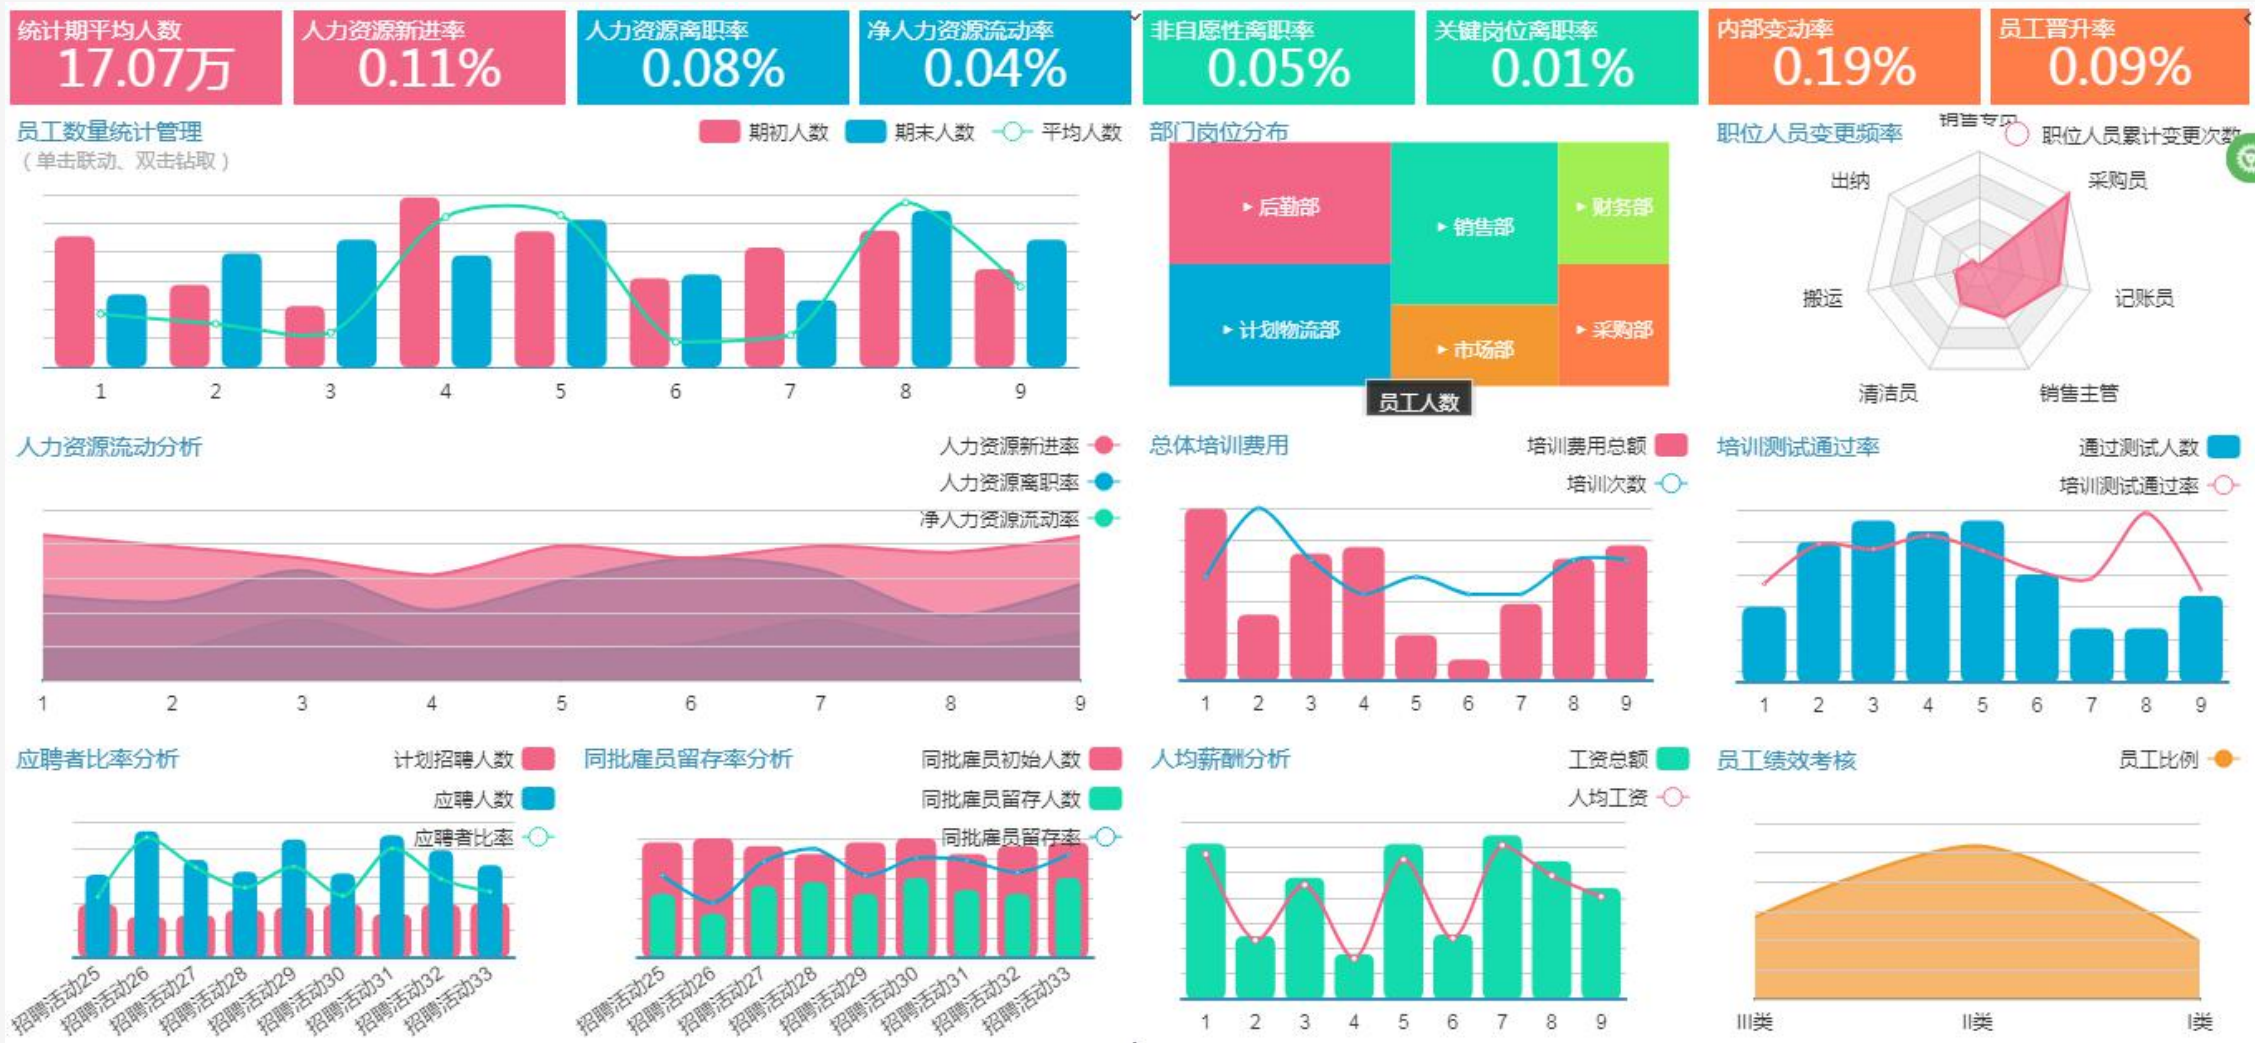 统计期平均人数
17.07万
人力资源新进率
0.11%
人力资源离职率
0.08%
净人力资源流动率
0.04%
非自愿性离职率
0.05%
关键岗位离职率
0.01%
内部变动率
0.19%
员工晋升率
0.09%
员工数量统计管理
（单击联动、双击钻取）
期初人数 期末人数 平均人数
1 2 3 4 5 6 7 8 9
部门岗位分布
后勤部
销售部
财务部
计划物流部
市场部
采购部
员工人数
职位人员变更频率
职位人员累计变更次数
销售专员
出纳
采购员
搬运
记账员
清洁员
销售主管
人力资源流动分析
人力资源新进率
人力资源离职率
净人力资源流动率
1 2 3 4 5 6 7 8 9
总体培训费用
培训费用总额
培训次数
1 2 3 4 5 6 7 8 9
培训测试通过率
通过测试人数
培训测试通过率
1 2 3 4 5 6 7 8 9
应聘者比率分析
计划招聘人数
应聘人数
应聘者比率
招聘活动25
招聘活动26
招聘活动27
招聘活动28
招聘活动29
招聘活动30
招聘活动31
招聘活动32
招聘活动33
同批雇员留存率分析
同批雇员初始人数
同批雇员留存人数
同批雇员留存率
招聘活动25
招聘活动26
招聘活动27
招聘活动28
招聘活动29
招聘活动30
招聘活动31
招聘活动32
招聘活动33
人均薪酬分析
工资总额
人均工资
1 2 3 4 5 6 7 8 9
员工绩效考核
员工比例
III类 II类 I类